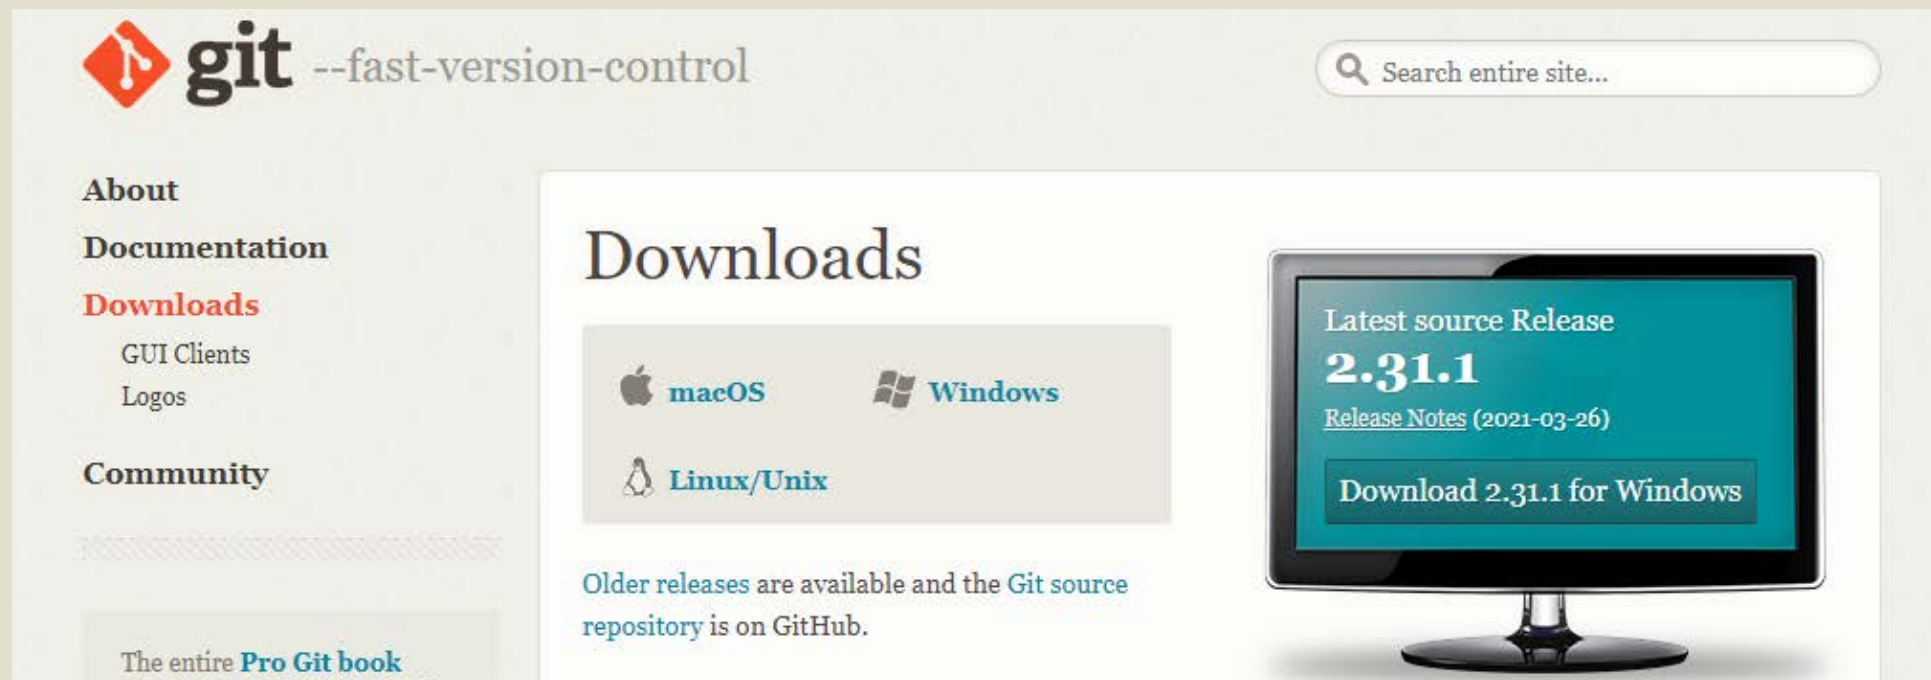 git --fast-version-control
Search entire site...
About
Documentation
Downloads
GUI Clients
Logos
Community
The entire Pro Git book
Downloads
macOS
Windows
Linux/Unix
Older releases are available and the Git source
repository is on GitHub.
Latest source Release
2.31.1
Release Notes (2021-03-26)
Download 2.31.1 for Windows